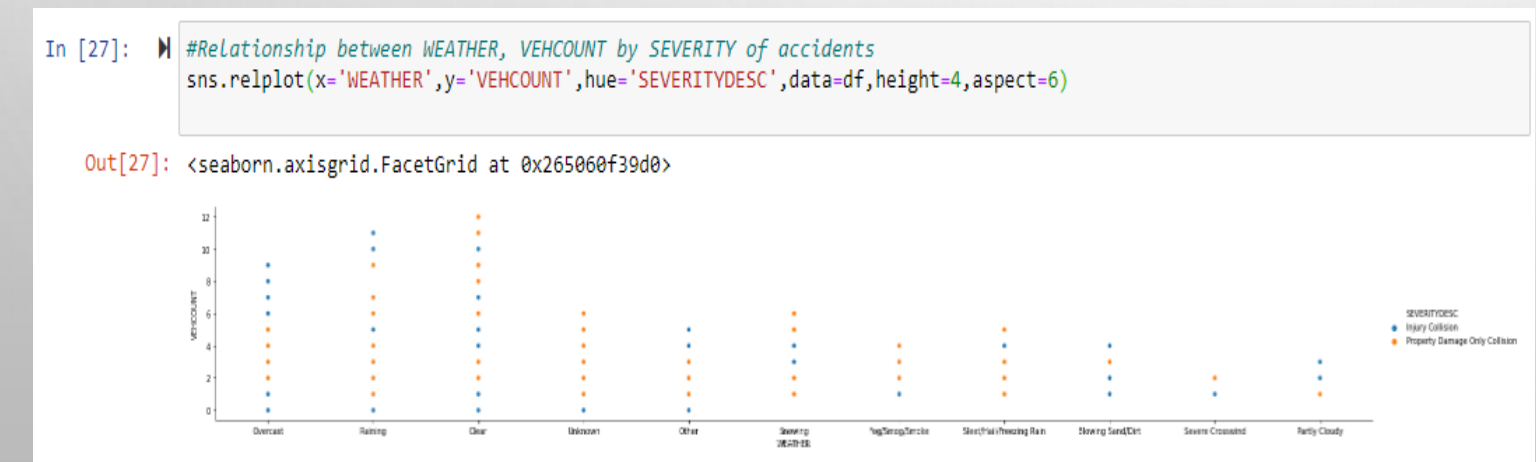 In [27]:
#Relationship between WEATHER, VEHCOUNT by SEVERITY of accidents
sns.relplot(x='WEATHER',y='VEHCOUNT',hue='SEVERITYDESC',data=df,height=4,aspect=6)
Out[27]: <seaborn.axisgrid.FacetGrid at 0x265060f39d0>
12
10
8
6
4
2
0
VEHCOUNT
Overcast Raining Clear Unknown Other Snowing Fog/Smog/Smoke Sleet/Hail/Freezing Rain Blowing Sand/Dirt Severe Crosswind Partly Cloudy
WEATHER
SEVERITYDESC
Injury Collision
Property Damage Only Collision